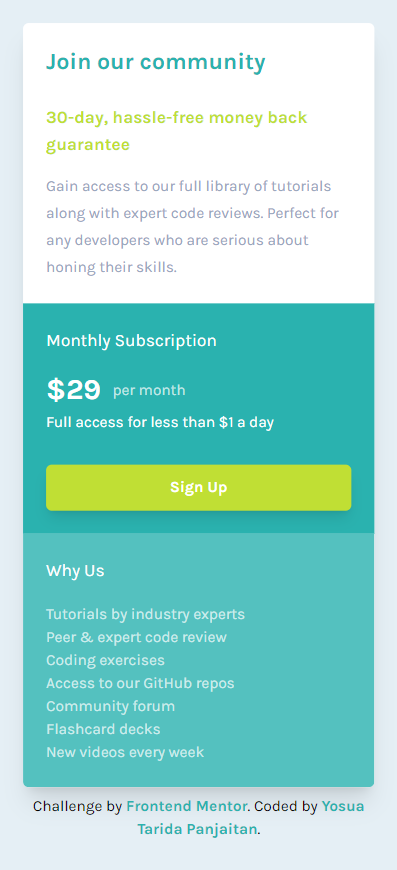 Join our community
30-day, hassle-free money back
guarantee
Gain access to our full library of tutorials
along with expert code reviews. Perfect for
any developers who are serious about
honing their skills.
Monthly Subscription
$29 per month
Full access for less than $1 a day
Sign Up
Why Us
Tutorials by industry experts
Peer & expert code review
Coding exercises
Access to our GitHub repos
Community forum
Flashcard decks
New videos every week
Challenge by Frontend Mentor. Coded by Yosua
Tarida Panjaitan.